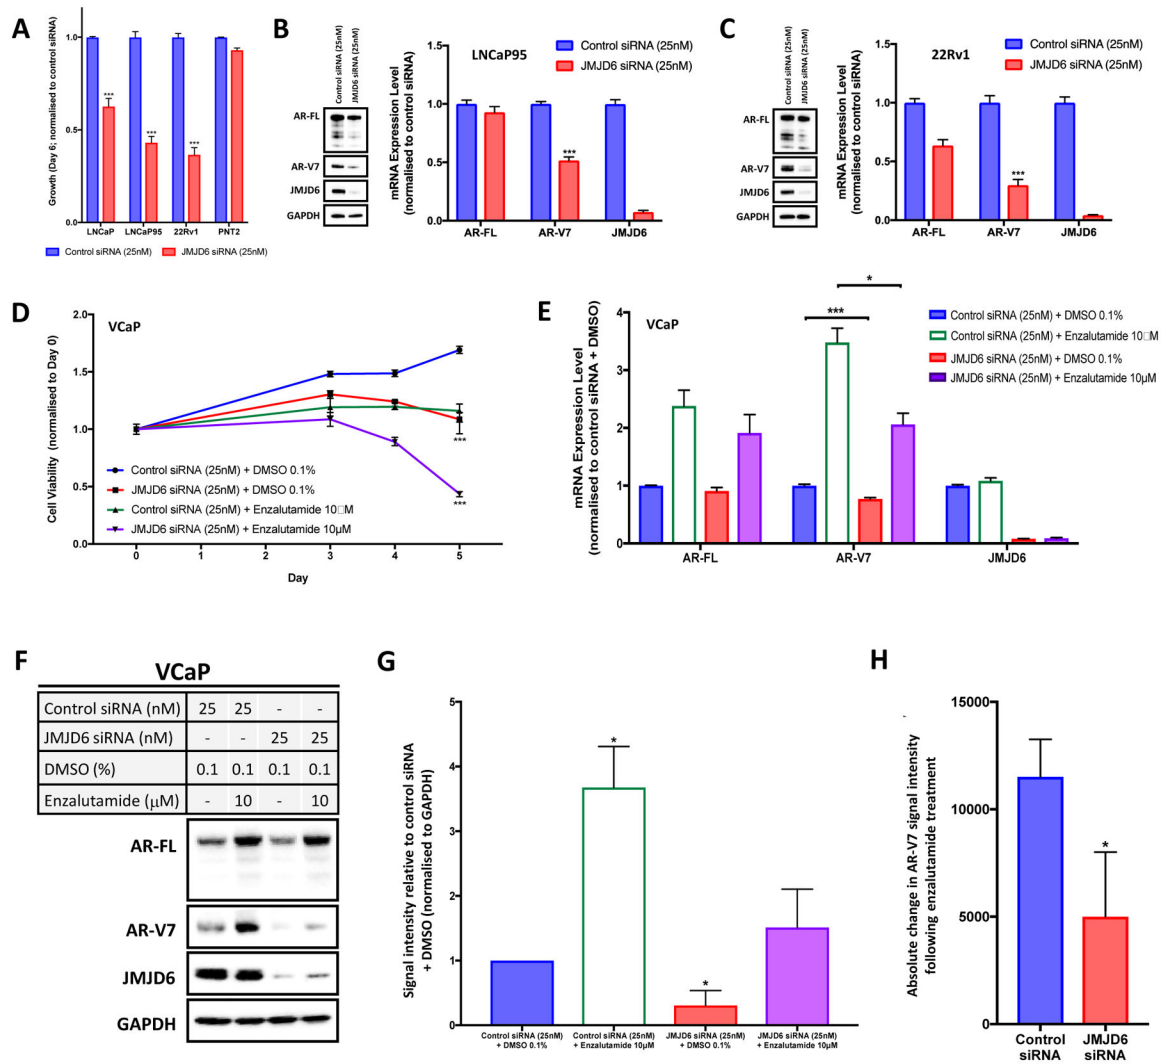 A
Growth (Day 6; normalised to control siRNA)
1.0
0.5
0.0
***
***
***
LNCaP
LNCaP95
22Rv1
PNT2
Control siRNA (25nM)
JMJD6 siRNA (25nM)
B
Control siRNA (25nM)
JMJD6 siRNA (25nM)
AR-FL
AR-V7
JMJD6
GAPDH
LNCaP95
Control siRNA (25nM)
JMJD6 siRNA (25nM)
mRNA Expression Level
(normalised to control siRNA)
1.5
1.0
0.5
0.0
***
AR-FL
AR-V7
JMJD6
C
Control siRNA (25nM)
JMJD6 siRNA (25nM)
AR-FL
AR-V7
JMJD6
GAPDH
22Rv1
Control siRNA (25nM)
JMJD6 siRNA (25nM)
mRNA Expression Level
(normalised to control siRNA)
1.5
1.0
0.5
0.0
***
AR-FL
AR-V7
JMJD6
D
VCaP
Cell Viability (normalised to Day 0)
2.0
1.5
1.0
0.5
0.0
***
***
Control siRNA (25nM) + DMSO 0.1%
JMJD6 siRNA (25nM) + DMSO 0.1%
Control siRNA (25nM) + Enzalutamide 10□M
JMJD6 siRNA (25nM) + Enzalutamide 10µM
0
1
2
3
4
5
Day
E
VCaP
mRNA Expression Level
(normalised to control siRNA + DMSO)
4
3
2
1
0
***
*
Control siRNA (25nM) + DMSO 0.1%
Control siRNA (25nM) + Enzalutamide 10□M
JMJD6 siRNA (25nM) + DMSO 0.1%
JMJD6 siRNA (25nM) + Enzalutamide 10µM
AR-FL
AR-V7
JMJD6
F
VCaP
Control siRNA (nM) 25 25 - -
JMJD6 siRNA (nM) - - 25 25
DMSO (%) 0.1 0.1 0.1 0.1
Enzalutamide (µM) - 10 - 10
AR-FL
AR-V7
JMJD6
GAPDH
G
Signal intensity relative to control siRNA
+ DMSO (normalised to GAPDH)
5
4
3
2
1
0
*
*
Control siRNA (25nM)
+ DMSO 0.1%
Control siRNA (25nM)
+ Enzalutamide 10µM
JMJD6 siRNA (25nM)
+ DMSO 0.1%
JMJD6 siRNA (25nM)
+ Enzalutamide 10µM
H
Absolute change in AR-V7 signal intensity
following enzalutamide treatment
15000
10000
5000
0
*
Control
siRNA
JMJD6
siRNA